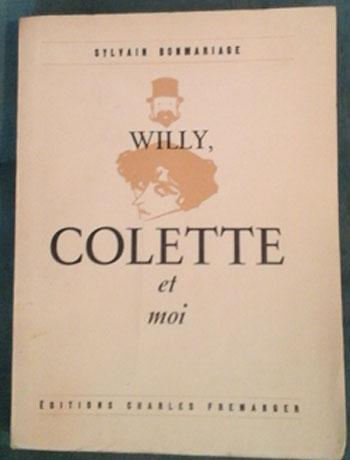 SYLVAIN BONMARIAGE
WILLY,
COLETTE
et
moi
ÉDITIONS CHARLES FREMANGER